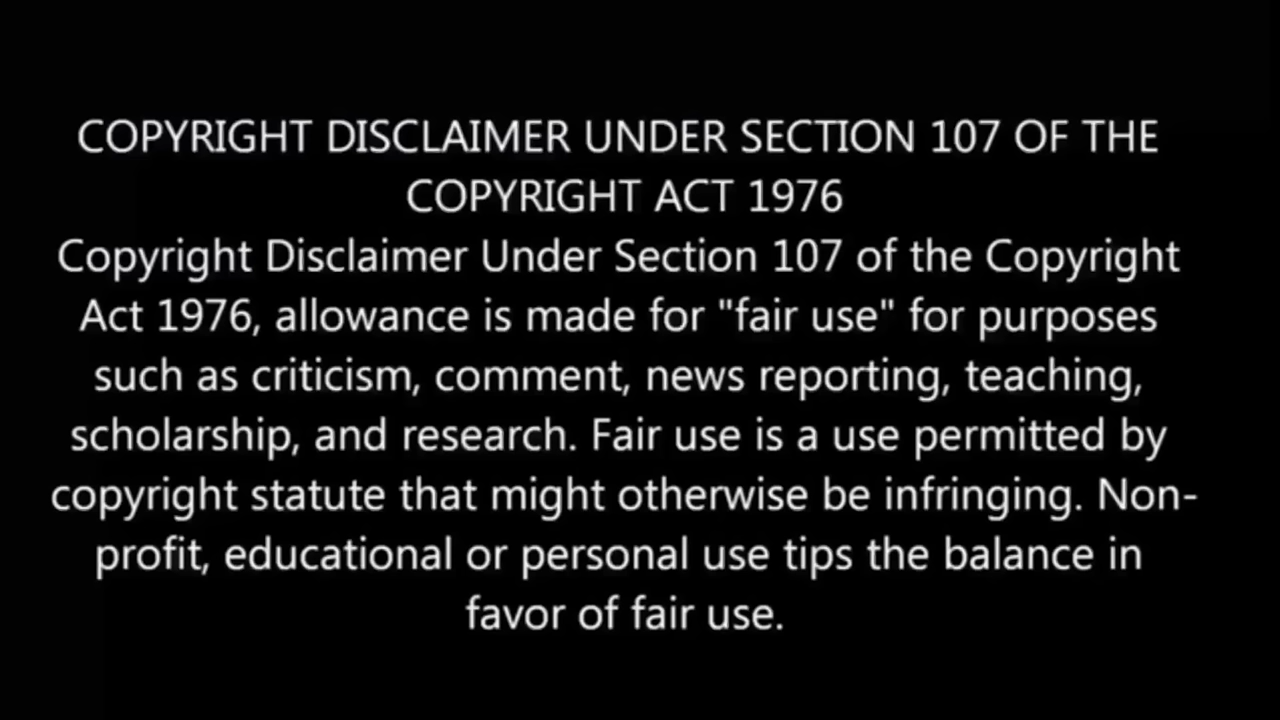 COPYRIGHT DISCLAIMER UNDER SECTION 107 OF THE
COPYRIGHT ACT 1976
Copyright Disclaimer Under Section 107 of the Copyright
Act 1976, allowance is made for "fair use" for purposes
such as criticism, comment, news reporting, teaching,
scholarship, and research. Fair use is a use permitted by
copyright statute that might otherwise be infringing. Non-
profit, educational or personal use tips the balance in
favor of fair use.